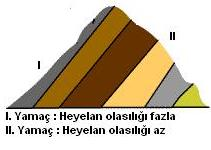 I
II
I. Yamaç : Heyelan olasılığı fazla
II. Yamaç : Heyelan olasılığı az